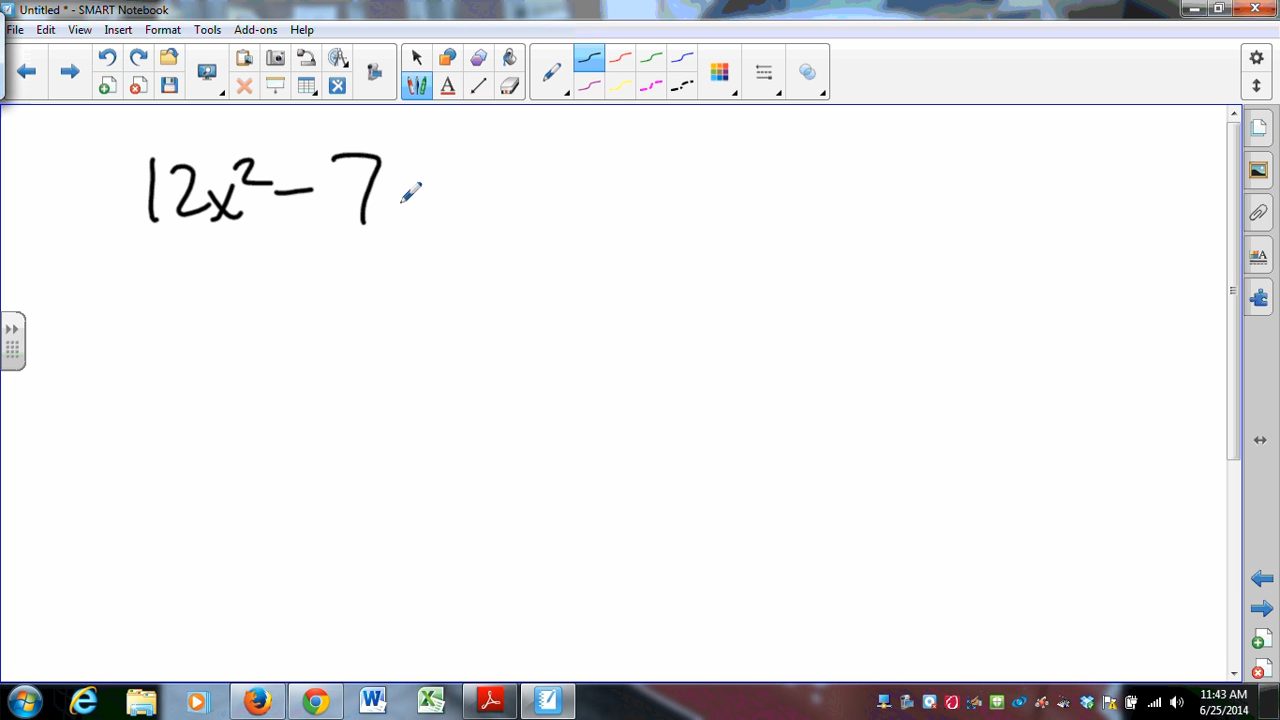 Untitled * - SMART Notebook
File Edit View Insert Format Tools Add-ons Help
12x² - 7
11:43 AM
6/25/2014